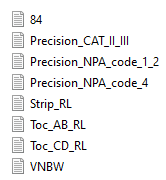 84
Precision_CAT_II_III
Precision_NPA_code_1_2
Precision_NPA_code_4
Strip_RL
Toc_AB_RL
Toc_CD_RL
VNBW